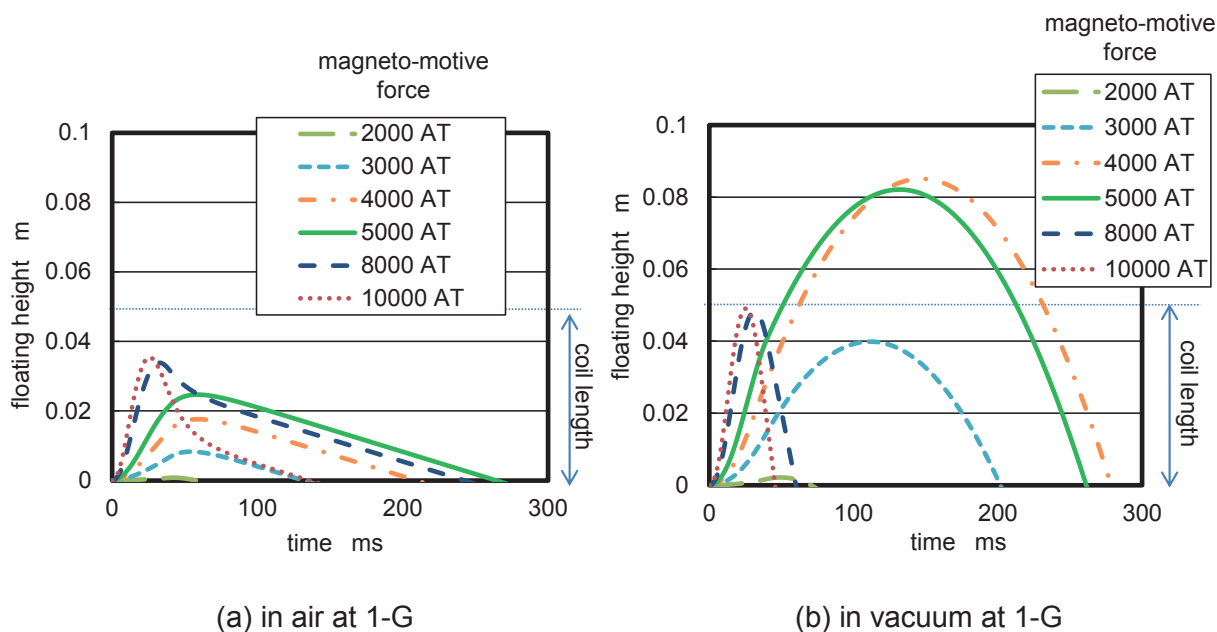 magneto-motive
force
2000 AT
3000 AT
4000 AT
5000 AT
8000 AT
10000 AT
0.1
0.08
0.06
0.04
0.02
0
floating height m
coil length
0 100 200 300
time ms
(a) in air at 1-G
magneto-motive
force
2000 AT
3000 AT
4000 AT
5000 AT
8000 AT
10000 AT
0.1
0.08
0.06
0.04
0.02
0
floating height m
coil length
0 100 200 300
time ms
(b) in vacuum at 1-G